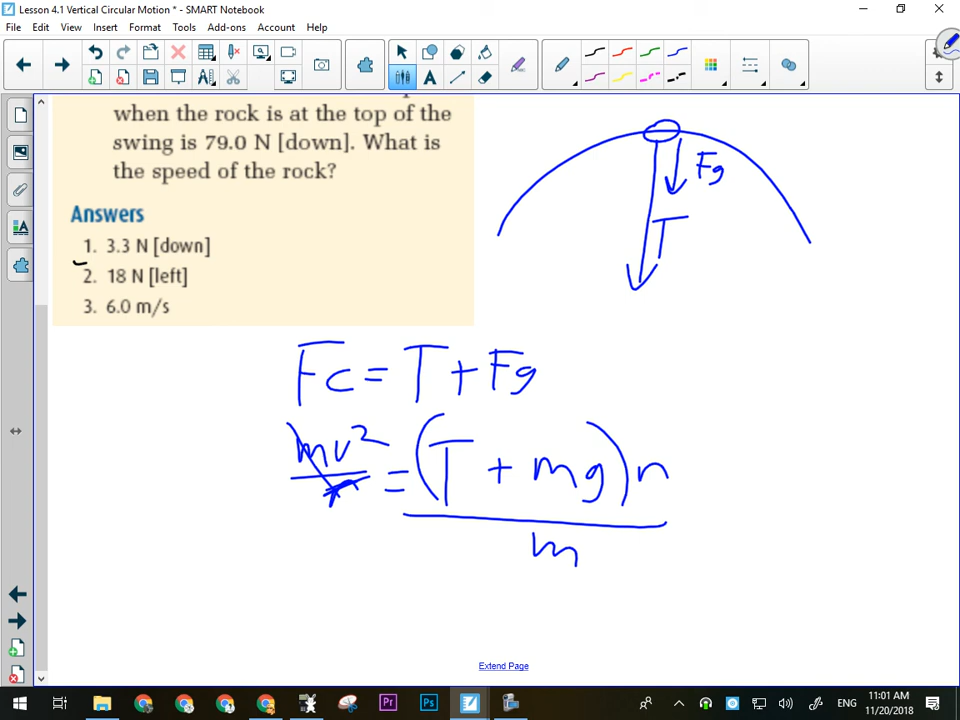 Lesson 4.1 Vertical Circular Motion * - SMART Notebook
File Edit View Insert Format Tools Add-ons Account Help
when the rock is at the top of the
swing is 79.0 N [down]. What is
the speed of the rock?
Answers
1. 3.3 N [down]
2. 18 N [left]
3. 6.0 m/s
Fg
T
Fc = T + Fg
mv² = (T + mg) r
r
m
Extend Page
Pr
Ps
ENG
11:01 AM
11/20/2018